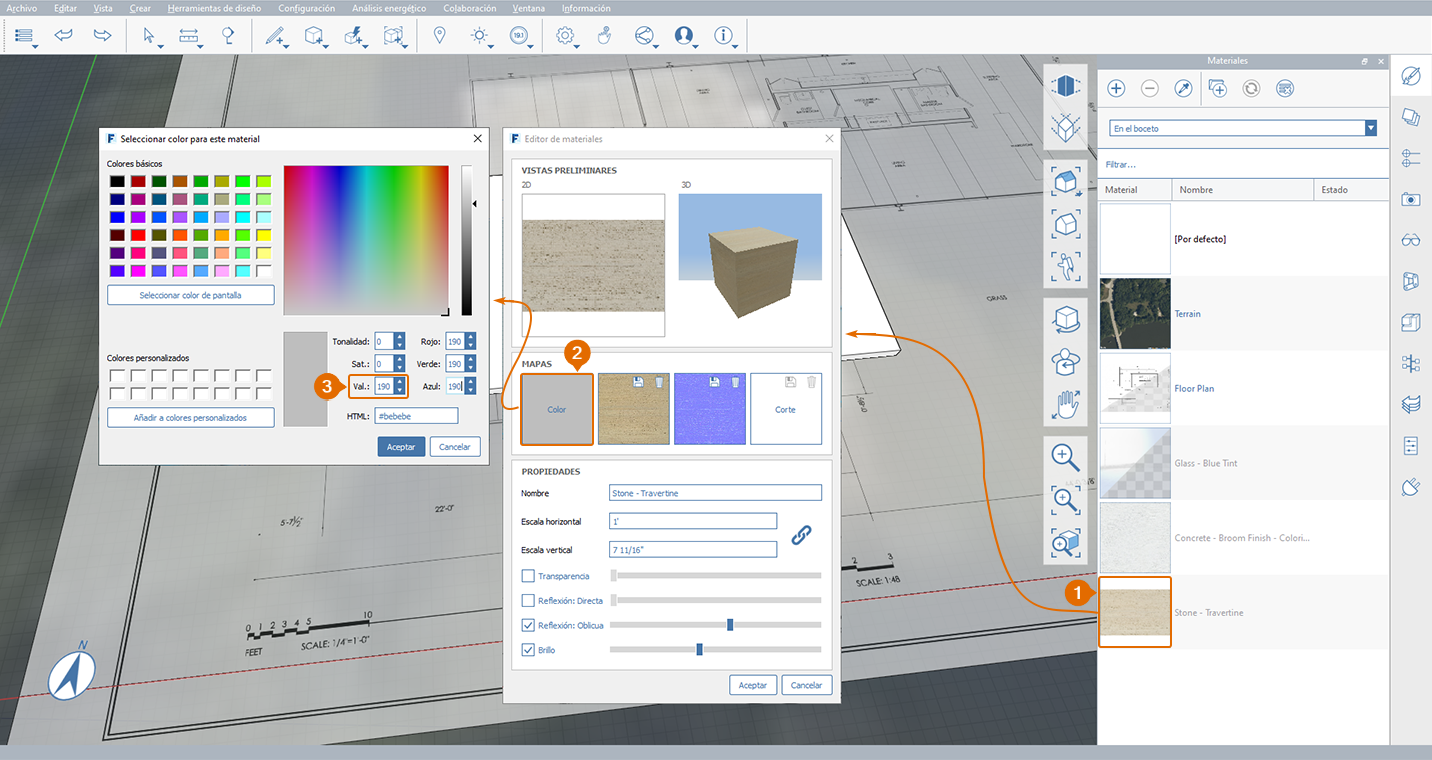 Archivo Editar Vista Crear Herramientas de diseño Configuración Análisis energético Colaboración Ventana Información
19.1
Materiales
En el boceto
Filtrar...
Material Nombre Estado
[Por defecto]
Terrain
Floor Plan
Glass - Blue Tint
Concrete - Broom Finish - Colori...
1
Stone - Travertine
F Seleccionar color para este material
Colores básicos
Seleccionar color de pantalla
Colores personalizados
Añadir a colores personalizados
Tonalidad: 0 Rojo: 190
Sat.: 0 Verde: 190
3 Val.: 190 Azul: 190
HTML: #bebebe
Aceptar Cancelar
F Editor de materiales
VISTAS PRELIMINARES
2D 3D
MAPAS
2
Color
Corte
PROPIEDADES
Nombre Stone - Travertine
Escala horizontal 1'
Escala vertical 7 11/16"
Transparencia
Reflexión: Directa
Reflexión: Oblicua
Brillo
Aceptar Cancelar
GRASS
5'-7½"
22'-0"
0 1 2 3 4 5 10
FEET SCALE: 1/4"=1'-0"
2 3
SCALE: 1:48
N